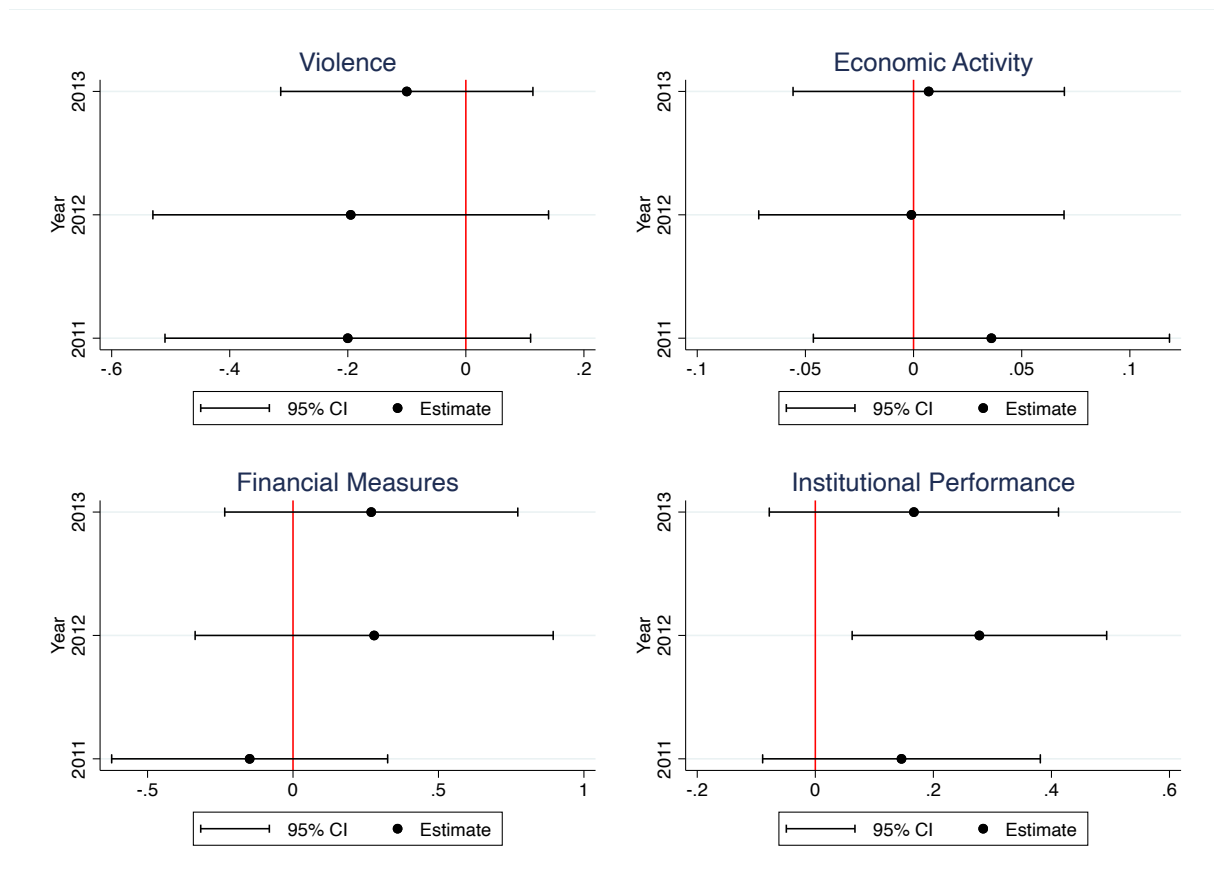 Violence
Year
2013
2012
2011
-.6 -.4 -.2 0 .2
95% CI Estimate
Economic Activity
Year
2013
2012
2011
-.1 -.05 0 .05 .1
95% CI Estimate
Financial Measures
Year
2013
2012
2011
-.5 0 .5 1
95% CI Estimate
Institutional Performance
Year
2013
2012
2011
-.2 0 .2 .4 .6
95% CI Estimate